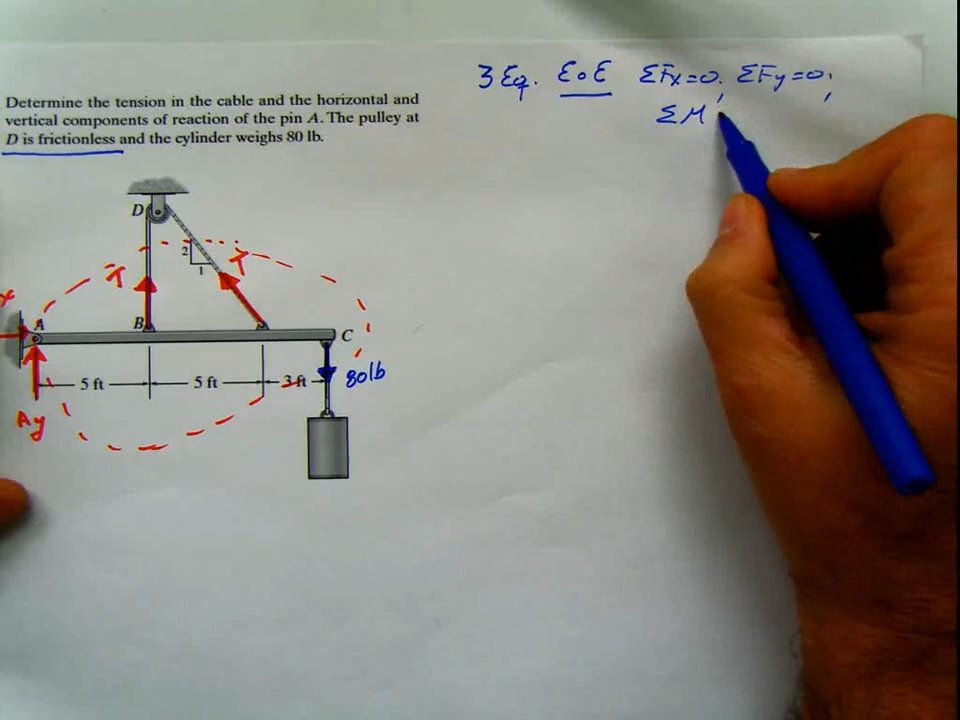 3 Eq. EoE ΣFx=0, ΣFy=0,
ΣM
Determine the tension in the cable and the horizontal and
vertical components of reaction of the pin A. The pulley at
D is frictionless and the cylinder weighs 80 lb.
D
2
1
T
T
x
A
B
C
5 ft
5 ft
3 ft
80lb
Ay